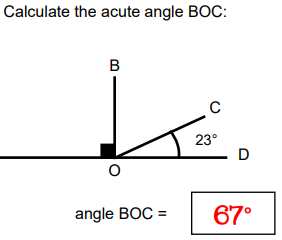 Calculate the acute angle BOC:
B
C
23°
D
O
angle BOC = 67°